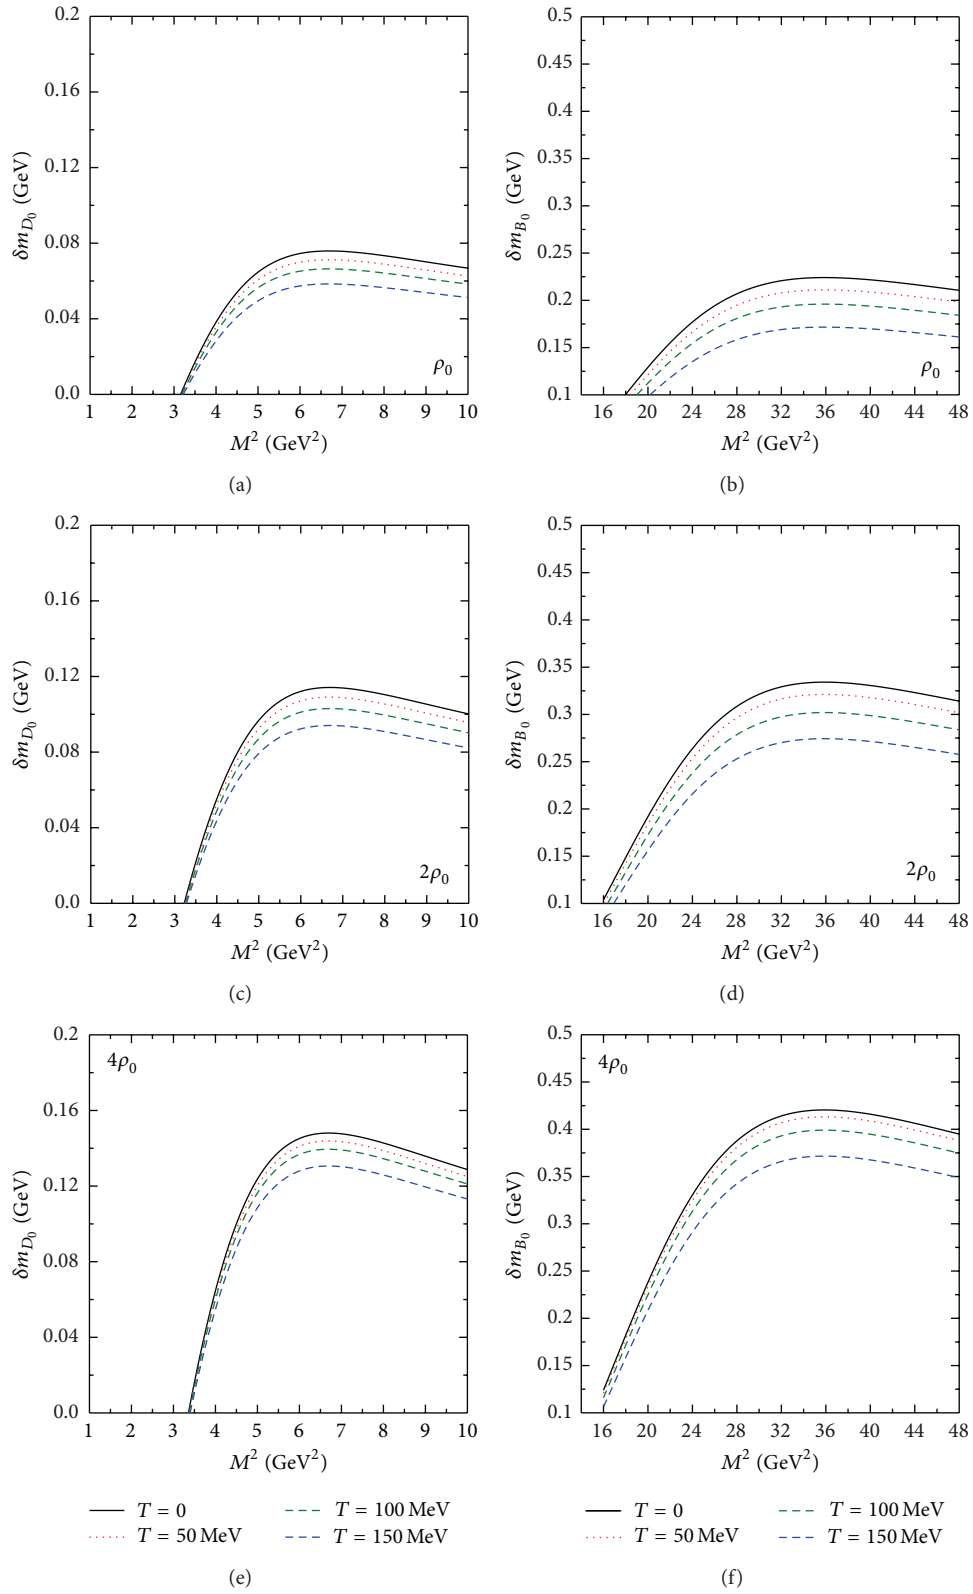 0.2
0.16
0.12
0.08
0.04
0.0
δm_{D_0} (GeV)
ρ_0
1 2 3 4 5 6 7 8 9 10
M^2 (GeV^2)
(a)
0.5
0.45
0.4
0.35
0.3
0.25
0.2
0.15
0.1
δm_{B_0} (GeV)
ρ_0
16 20 24 28 32 36 40 44 48
M^2 (GeV^2)
(b)
0.2
0.16
0.12
0.08
0.04
0.0
δm_{D_0} (GeV)
2ρ_0
1 2 3 4 5 6 7 8 9 10
M^2 (GeV^2)
(c)
0.5
0.45
0.4
0.35
0.3
0.25
0.2
0.15
0.1
δm_{B_0} (GeV)
2ρ_0
16 20 24 28 32 36 40 44 48
M^2 (GeV^2)
(d)
0.2
0.16
0.12
0.08
0.04
0.0
δm_{D_0} (GeV)
4ρ_0
1 2 3 4 5 6 7 8 9 10
M^2 (GeV^2)
T = 0
T = 50 MeV
T = 100 MeV
T = 150 MeV
(e)
0.5
0.45
0.4
0.35
0.3
0.25
0.2
0.15
0.1
δm_{B_0} (GeV)
4ρ_0
16 20 24 28 32 36 40 44 48
M^2 (GeV^2)
T = 0
T = 50 MeV
T = 100 MeV
T = 150 MeV
(f)